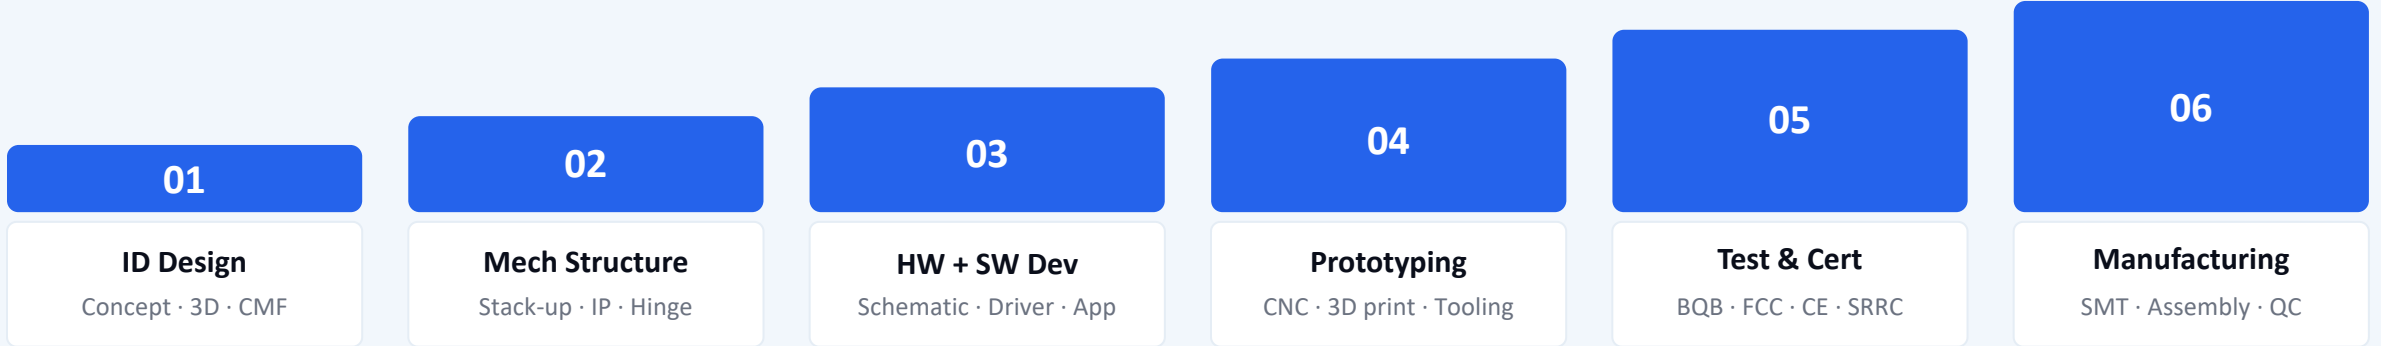 01
ID Design
Concept · 3D · CMF
02
Mech Structure
Stack-up · IP · Hinge
03
HW + SW Dev
Schematic · Driver · App
04
Prototyping
CNC · 3D print · Tooling
05
Test & Cert
BQB · FCC · CE · SRRC
06
Manufacturing
SMT · Assembly · QC